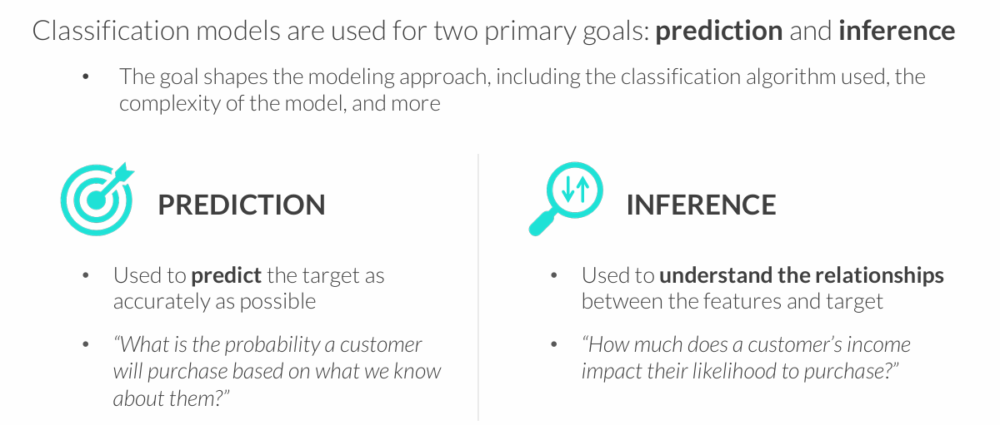 Classification models are used for two primary goals: prediction and inference
• The goal shapes the modeling approach, including the classification algorithm used, the
complexity of the model, and more
PREDICTION
• Used to predict the target as
accurately as possible
• “What is the probability a customer
will purchase based on what we know
about them?”
INFERENCE
• Used to understand the relationships
between the features and target
• “How much does a customer’s income
impact their likelihood to purchase?”